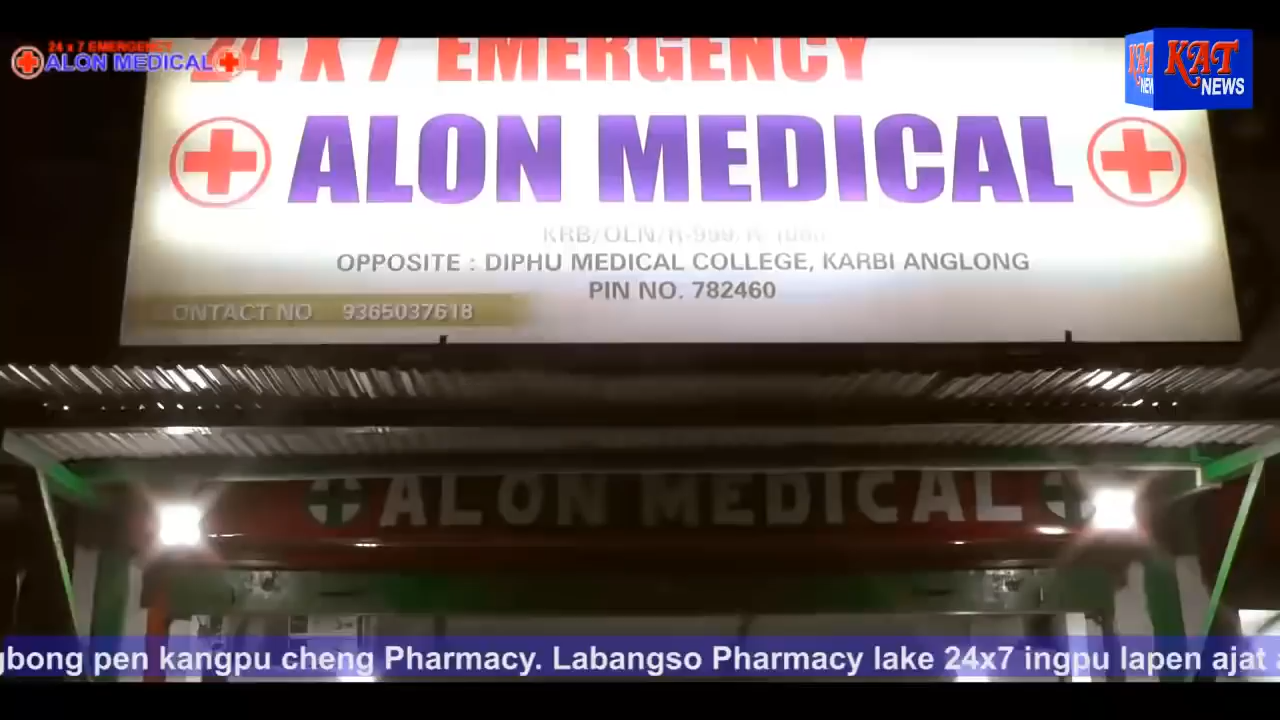 24 x 7 EMERGENCY
ALON MEDICAL
KAT
NEWS
24 X 7 EMERGENCY
ALON MEDICAL
OPPOSITE : DIPHU MEDICAL COLLEGE, KARBI ANGLONG
PIN NO. 782460
ONTACT NO 9365037618
ALON MEDICAL
gbong pen kangpu cheng Pharmacy. Labangso Pharmacy lake 24x7 ingpu lapen ajat